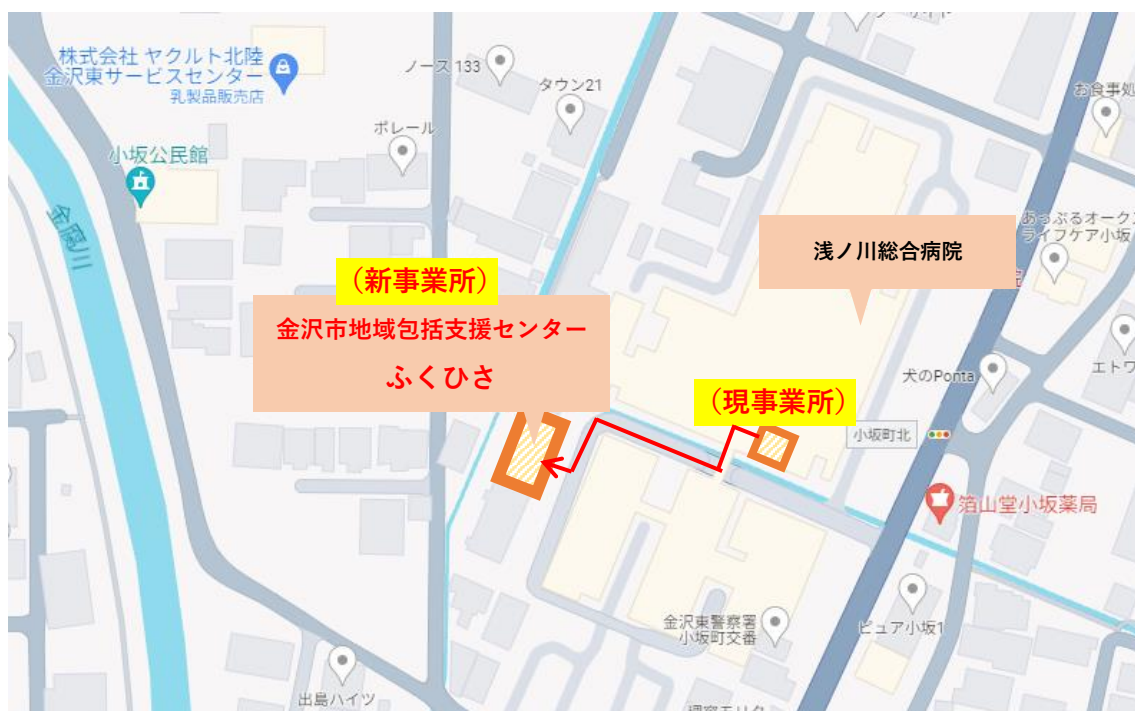 株式会社 ヤクルト北陸
金沢東サービスセンター
乳製品販売店
ノース 133
タウン21
ポレール
小坂公民館
お食事処
金腐川
あっぷるオークス
ライフケア小坂
浅ノ川総合病院
（新事業所）
金沢市地域包括支援センター
ふくひさ
（現事業所）
犬のPonta
エトワ
小坂町北
箔山堂小坂薬局
金沢東警察署
小坂町交番
ピュア小坂1
出島ハイツ